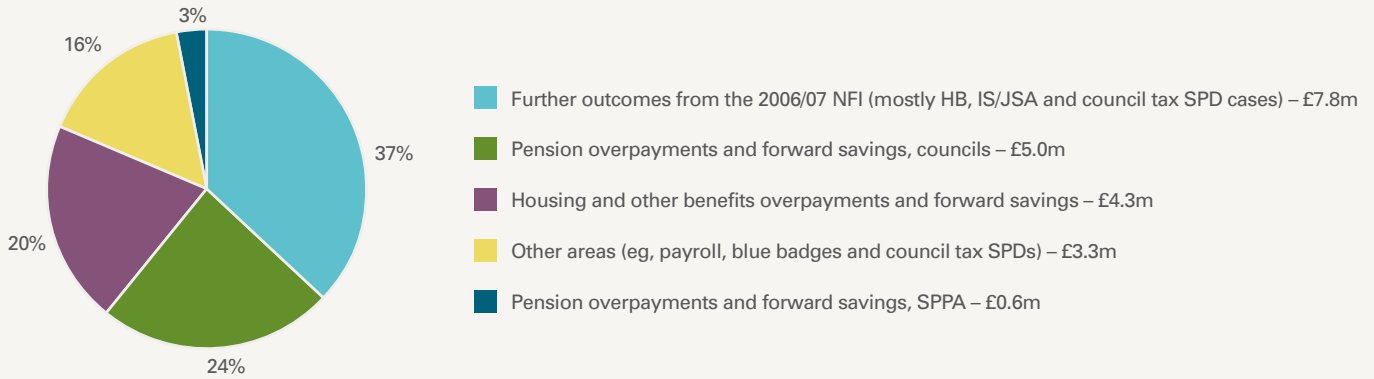 3%
16%
37%
20%
24%
Further outcomes from the 2006/07 NFI (mostly HB, IS/JSA and council tax SPD cases) – £7.8m
Pension overpayments and forward savings, councils – £5.0m
Housing and other benefits overpayments and forward savings – £4.3m
Other areas (eg, payroll, blue badges and council tax SPDs) – £3.3m
Pension overpayments and forward savings, SPPA – £0.6m